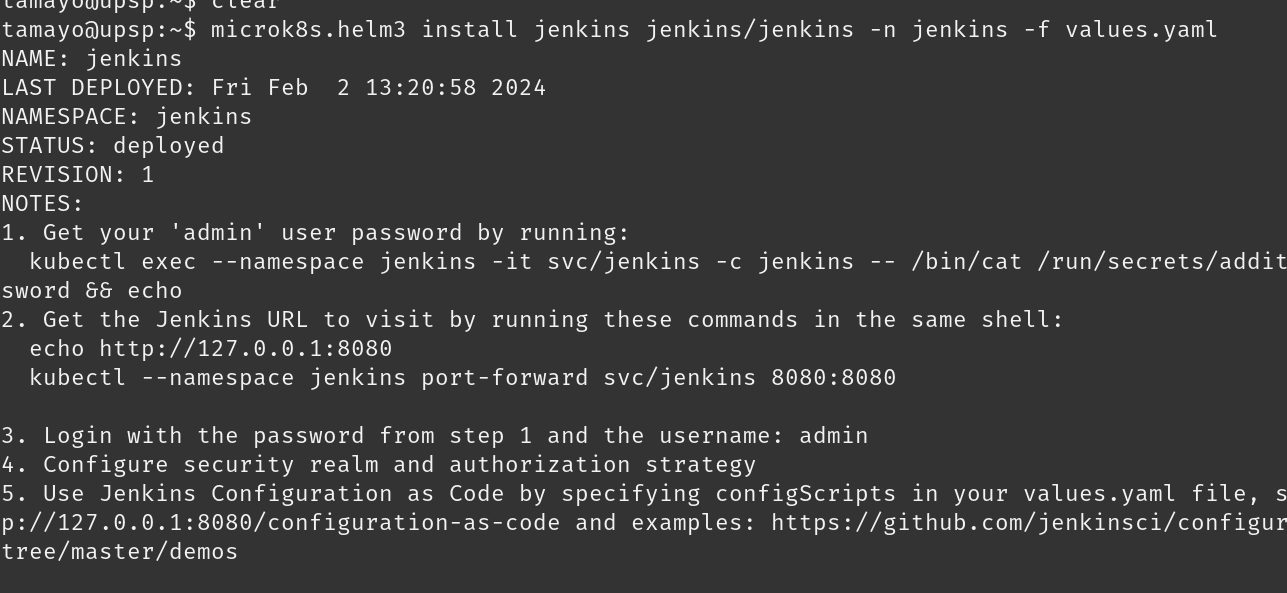 tamayo@upsp:~$ clear
tamayo@upsp:~$ microk8s.helm3 install jenkins jenkins/jenkins -n jenkins -f values.yaml
NAME: jenkins
LAST DEPLOYED: Fri Feb  2 13:20:58 2024
NAMESPACE: jenkins
STATUS: deployed
REVISION: 1
NOTES:
1. Get your 'admin' user password by running:
  kubectl exec --namespace jenkins -it svc/jenkins -c jenkins -- /bin/cat /run/secrets/addit
sword && echo
2. Get the Jenkins URL to visit by running these commands in the same shell:
  echo http://127.0.0.1:8080
  kubectl --namespace jenkins port-forward svc/jenkins 8080:8080
3. Login with the password from step 1 and the username: admin
4. Configure security realm and authorization strategy
5. Use Jenkins Configuration as Code by specifying configScripts in your values.yaml file, s
p://127.0.0.1:8080/configuration-as-code and examples: https://github.com/jenkinsci/configur
tree/master/demos